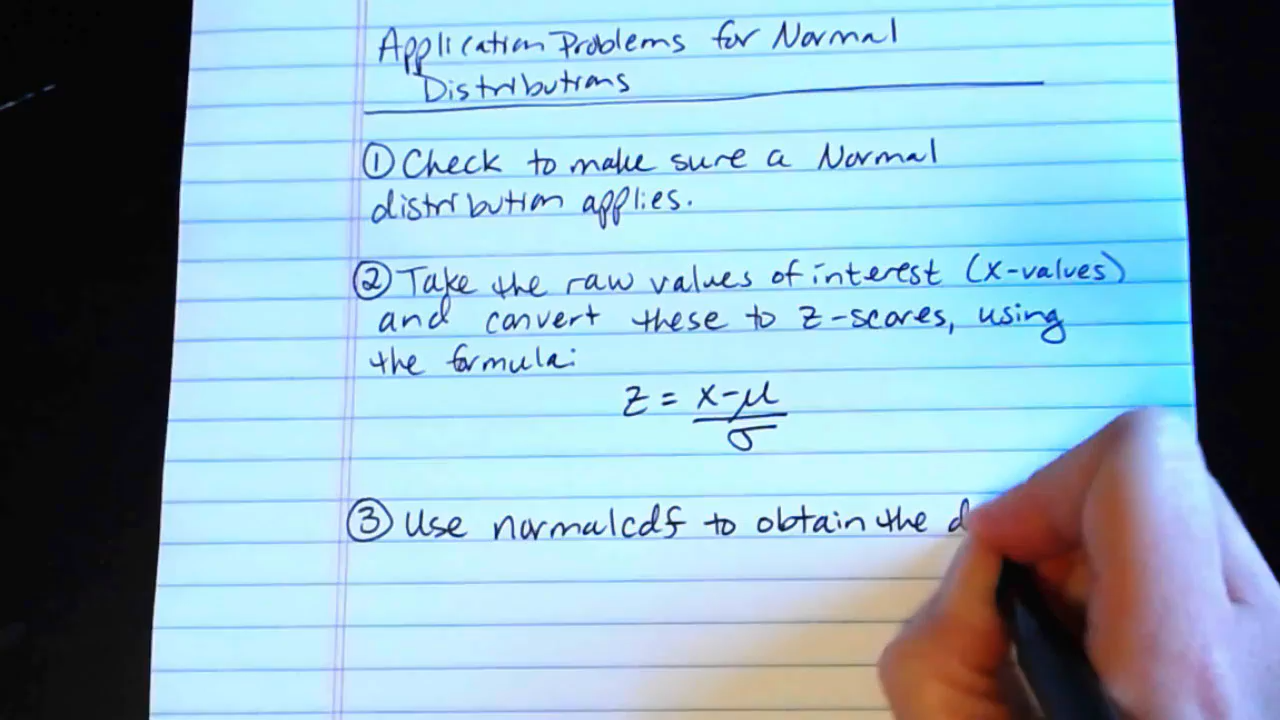 Application Problems for Normal
Distributions
① Check to make sure a Normal
distribution applies.
② Take the raw values of interest (x-values)
and convert these to z-scores, using
the formula:
z = x-μ
σ
③ Use normalcdf to obtain the d